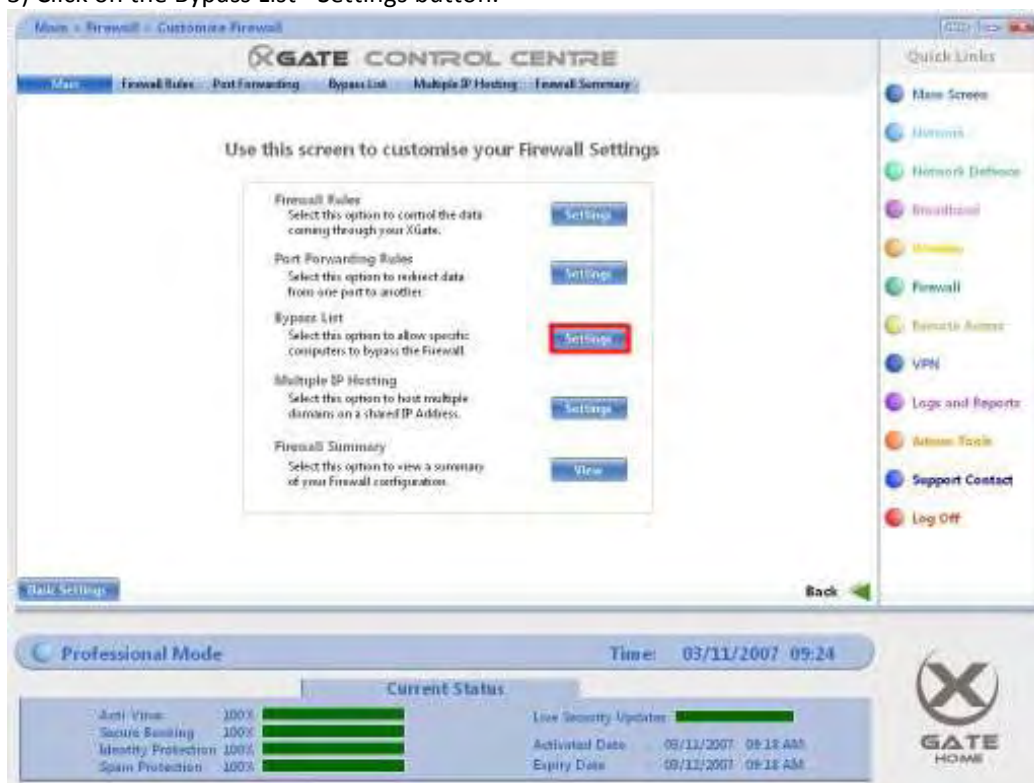 Click on the Bypass List - Settings button.
Main > Firewall > Customise Firewall
XGATE CONTROL CENTRE
Quick Links
Main Firewall Rules Port Forwarding Bypass List Multiple IP Hosting Firewall Summary
Main Screen
Network
Use this screen to customise your Firewall Settings
Network Defence
Firewall Rules
Select this option to control the data
coming through your XGate.
Settings
Broadband
Port Forwarding Rules
Select this option to redirect data
from one port to another.
Settings
Firewall
Bypass List
Select this option to allow specific
computers to bypass the Firewall
Settings
Remote Access
VPN
Multiple IP Hosting
Select this option to host multiple
domains on a shared IP Address.
Settings
Logs and Reports
Firewall Summary
Select this option to view a summary
of your Firewall configuration.
View
Admin Tools
Support Contact
Log Off
Basic Settings
Back
Professional Mode
Time: 03/11/2007 09:24
Current Status
Anti Virus 100%
Live Security Updates
Secure Banking 100%
Identity Protection 100%
Activated Date 09:18 AM
Spam Protection 100%
Expiry Date 09:18 AM
X
GATE
HOME